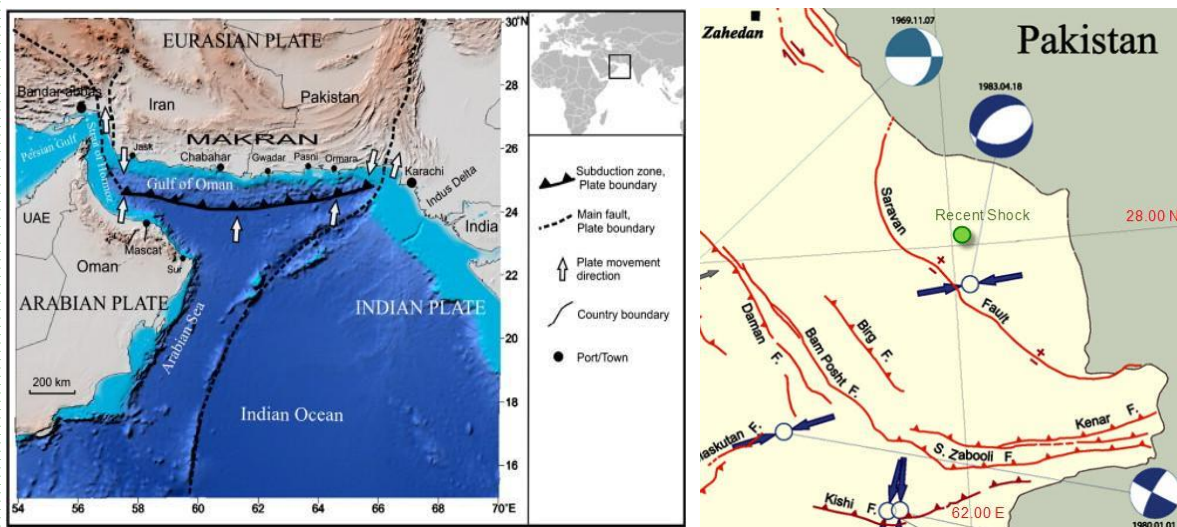 EURASIAN PLATE
30°N
28
26
24
22
20
18
16
54
56
58
60
62
64
66
68
70°E
Bandar-abbas
Iran
Pakistan
MAKRAN
Persian Gulf
Strait of Hormoz
Jask
Chabahar
Gwadar
Pasni
Ormara
Karachi
Gulf of Oman
Indus Delta
UAE
Mascat
Sur
Oman
India
ARABIAN PLATE
INDIAN PLATE
Arabian Sea
200 km
Indian Ocean
Subduction zone,
Plate boundary
Main fault,
Plate boundary
Plate movement
direction
Country boundary
Port/Town
Zahedan
1969.11.07
Pakistan
1983.04.18
Saravan
Fault
Recent Shock
28.00 N
Daman F.
Bam Posht F.
Birg F.
Kenar F.
S. Zabooli F.
Kishi F.
62.00 E
1980.01.01